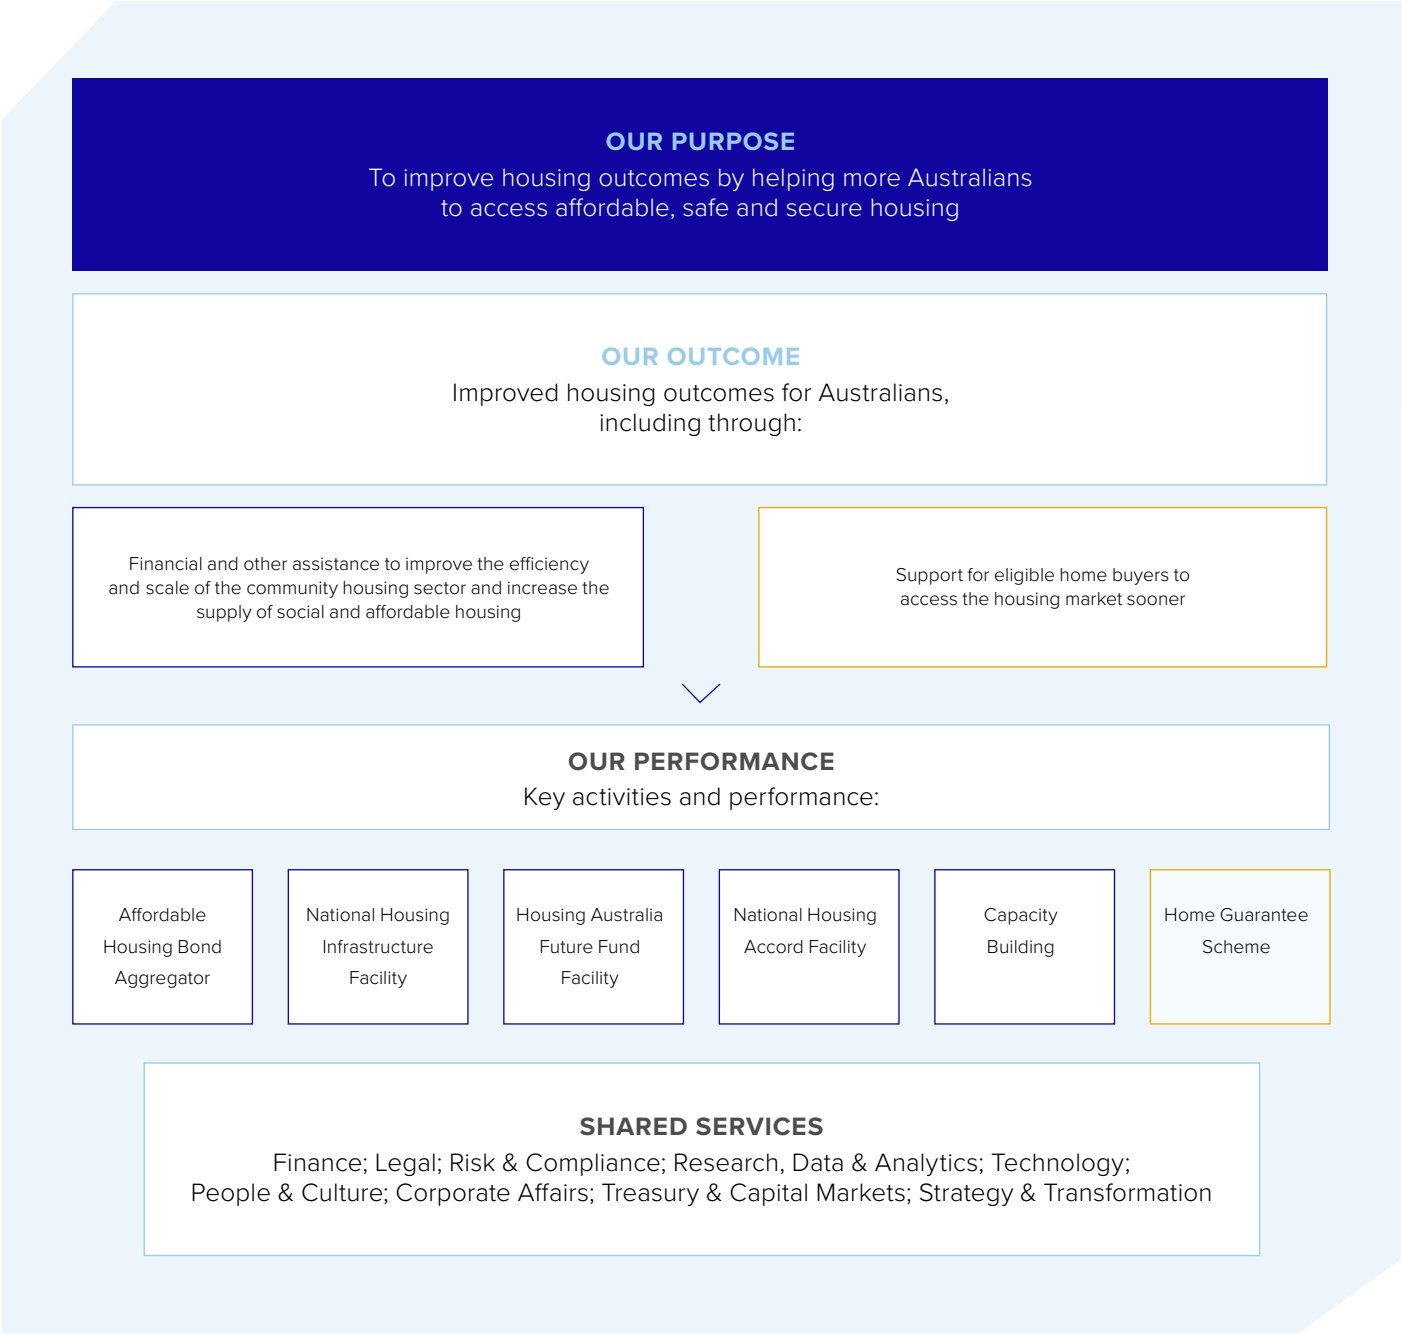 OUR PURPOSE
To improve housing outcomes by helping more Australians
to access affordable, safe and secure housing
OUR OUTCOME
Improved housing outcomes for Australians,
including through:
Financial and other assistance to improve the efficiency
and scale of the community housing sector and increase the
supply of social and affordable housing
Support for eligible home buyers to
access the housing market sooner
OUR PERFORMANCE
Key activities and performance:
Affordable
Housing Bond
Aggregator
National Housing
Infrastructure
Facility
Housing Australia
Future Fund
Facility
National Housing
Accord Facility
Capacity
Building
Home Guarantee
Scheme
SHARED SERVICES
Finance; Legal; Risk & Compliance; Research, Data & Analytics; Technology;
People & Culture; Corporate Affairs; Treasury & Capital Markets; Strategy & Transformation